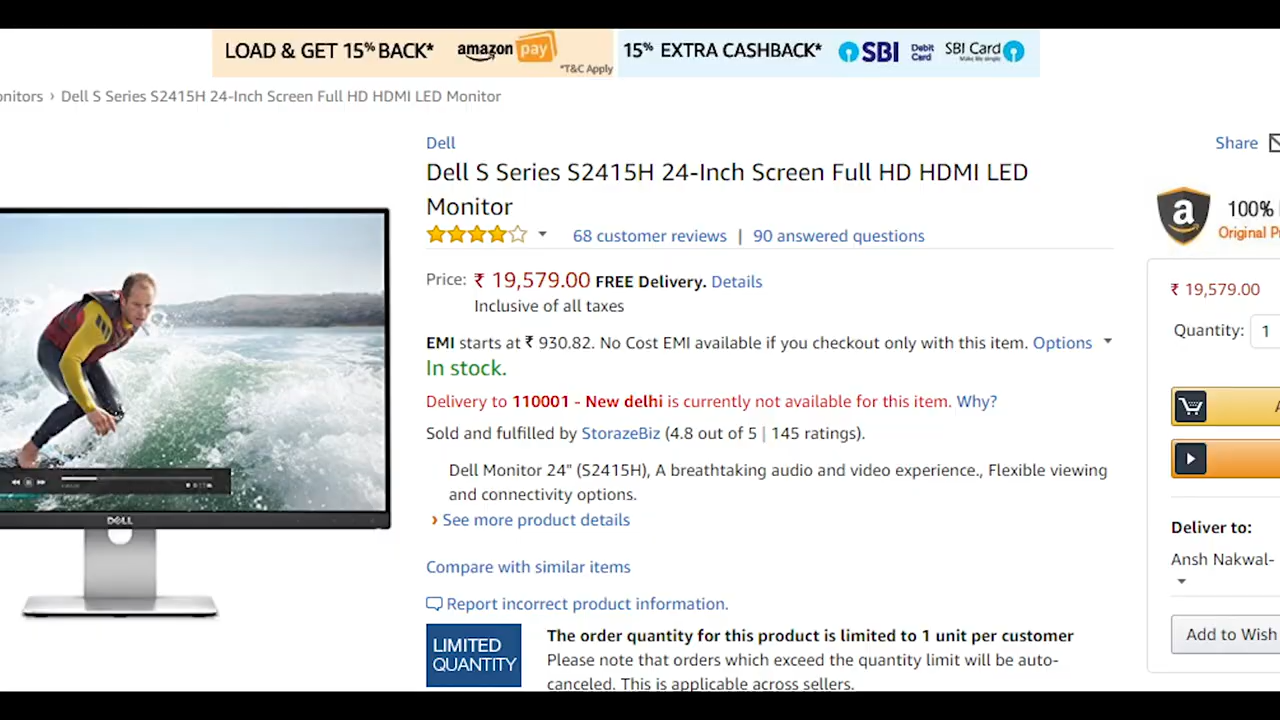 LOAD & GET 15% BACK* amazon pay *T&C Apply 15% EXTRA CASHBACK* SBI Debit Card SBI Card Make life simple
onitors › Dell S Series S2415H 24-Inch Screen Full HD HDMI LED Monitor
Dell
Share
Dell S Series S2415H 24-Inch Screen Full HD HDMI LED
Monitor
100%
Original P
68 customer reviews | 90 answered questions
Price: ₹ 19,579.00 FREE Delivery. Details
Inclusive of all taxes
₹ 19,579.00
Quantity: 1
EMI starts at ₹ 930.82. No Cost EMI available if you checkout only with this item. Options
In stock.
Delivery to 110001 - New delhi is currently not available for this item. Why?
Sold and fulfilled by StorazeBiz (4.8 out of 5 | 145 ratings).
Dell Monitor 24" (S2415H), A breathtaking audio and video experience., Flexible viewing
and connectivity options.
› See more product details
DELL
Deliver to:
Ansh Nakwal-
Compare with similar items
Report incorrect product information.
Add to Wish
LIMITED
QUANTITY
The order quantity for this product is limited to 1 unit per customer
Please note that orders which exceed the quantity limit will be auto-
canceled. This is applicable across sellers.